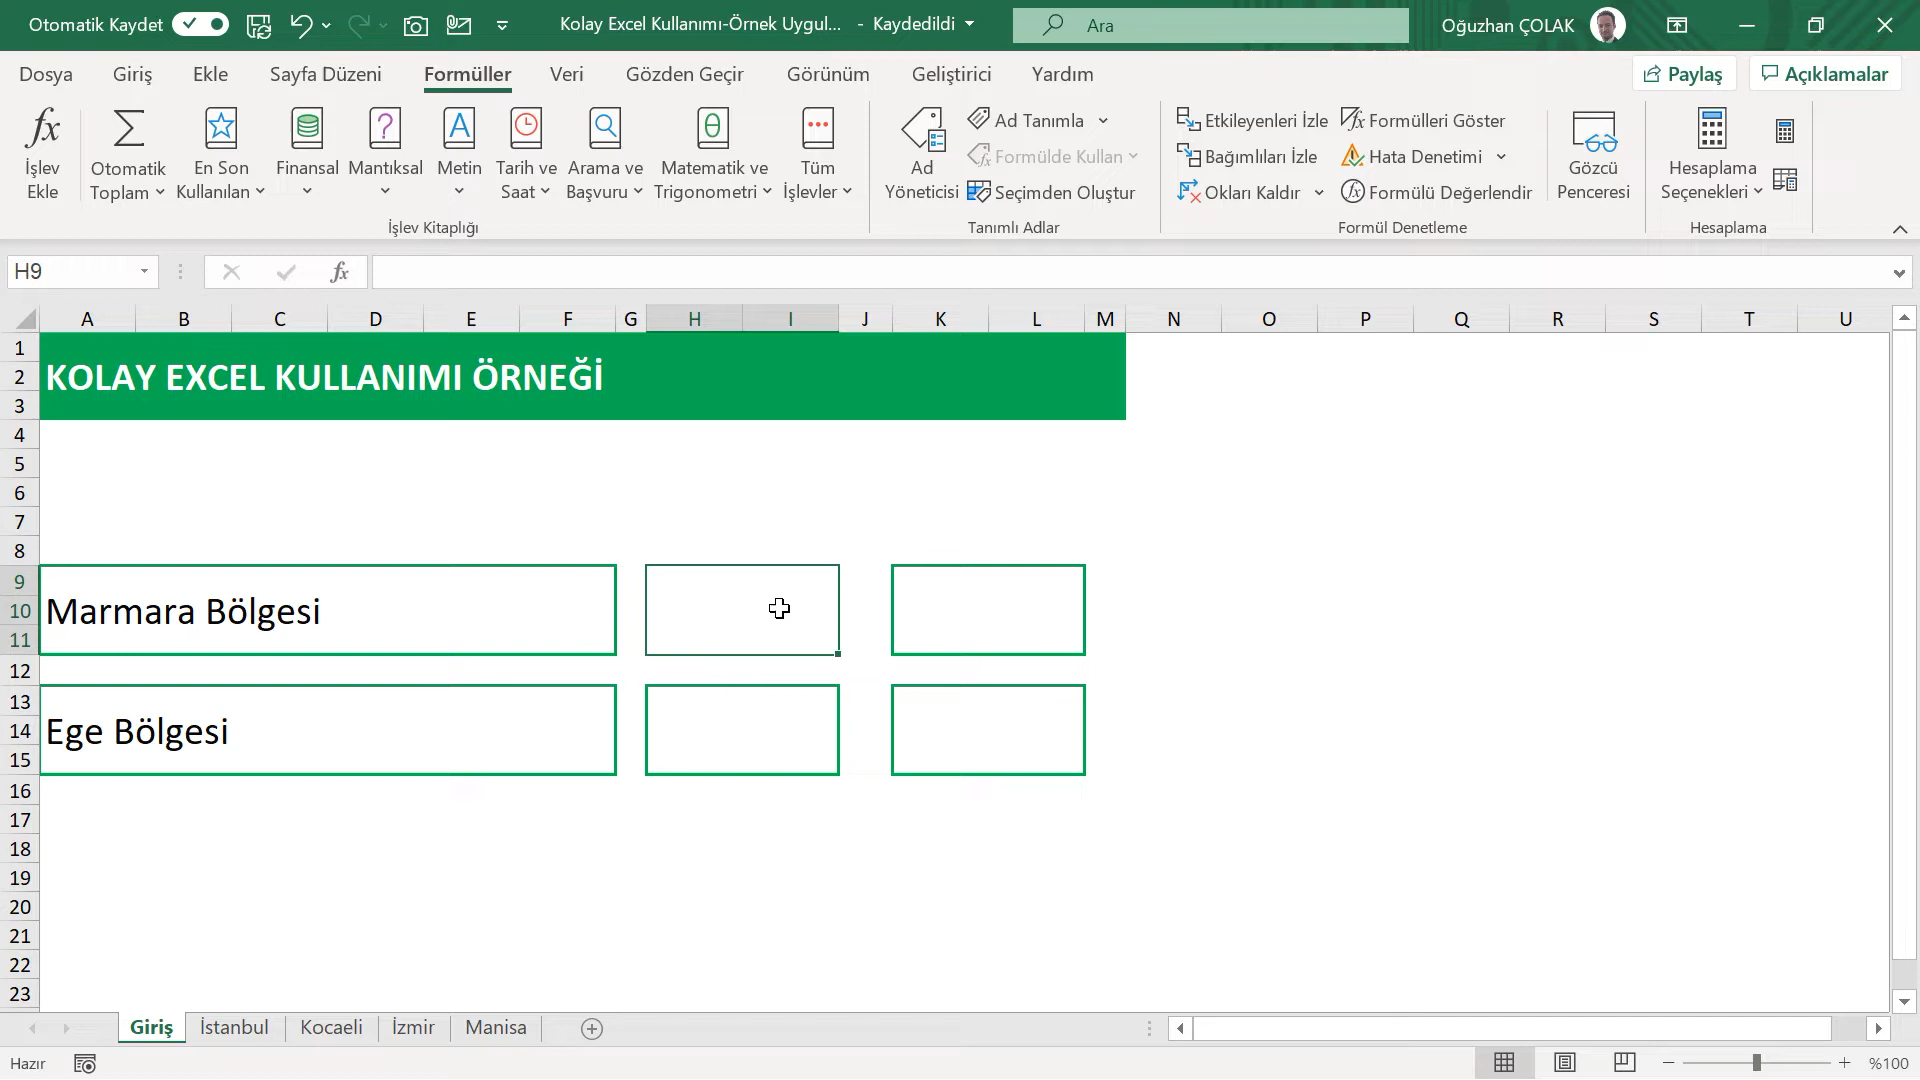 Otomatik Kaydet
Kolay Excel Kullanımı-Örnek Uygul... - Kaydedildi
Ara
Oğuzhan ÇOLAK
Dosya Giriş Ekle Sayfa Düzeni Formüller Veri Gözden Geçir Görünüm Geliştirici Yardım Paylaş Açıklamalar
İşlev Ekle
Otomatik Toplam
En Son Kullanılan
Finansal
Mantıksal
Metin
Tarih ve Saat
Arama ve Başvuru
Matematik ve Trigonometri
Tüm İşlevler
İşlev Kitaplığı
Ad Yöneticisi
Ad Tanımla
Formülde Kullan
Seçimden Oluştur
Tanımlı Adlar
Etkileyenleri İzle
Bağımlıları İzle
Okları Kaldır
Formülleri Göster
Hata Denetimi
Formülü Değerlendir
Gözcü Penceresi
Formül Denetleme
Hesaplama Seçenekleri
Hesaplama
H9 fx
A B C D E F G H I J K L M N O P Q R S T U
1
2 KOLAY EXCEL KULLANIMI ÖRNEĞİ
3
4
5
6
7
8
9
10 Marmara Bölgesi
11
12
13
14 Ege Bölgesi
15
16
17
18
19
20
21
22
23
Giriş İstanbul Kocaeli İzmir Manisa
Hazır %100